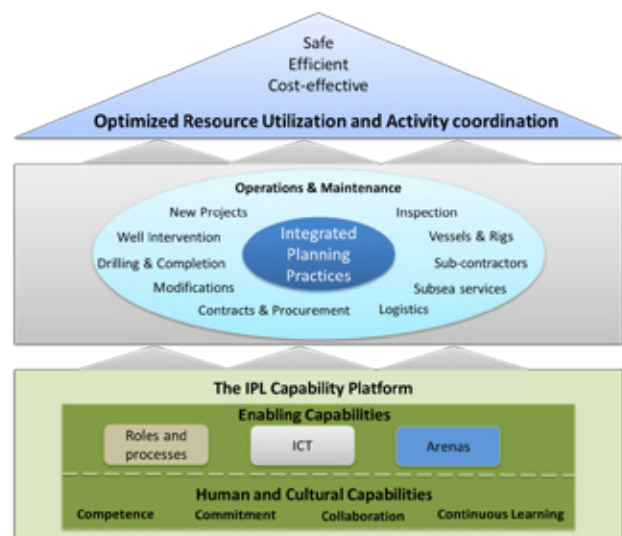 Safe
Efficient
Cost-effective
Optimized Resource Utilization and Activity coordination
Operations & Maintenance
New Projects
Inspection
Well Intervention
Integrated
Planning
Practices
Vessels & Rigs
Drilling & Completion
Sub-contractors
Modifications
Subsea services
Contracts & Procurement
Logistics
The IPL Capability Platform
Enabling Capabilities
Roles and
processes
ICT
Arenas
Human and Cultural Capabilities
Competence
Commitment
Collaboration
Continuous Learning